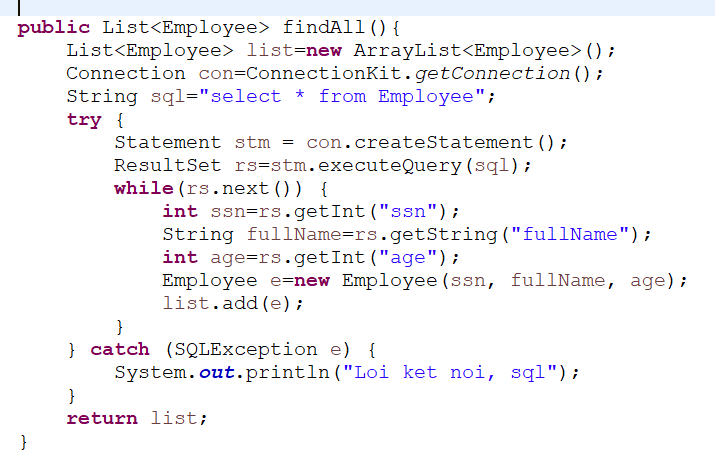 public List<Employee> findAll(){
    List<Employee> list=new ArrayList<Employee>();
    Connection con=ConnectionKit.getConnection();
    String sql="select * from Employee";
    try {
        Statement stm = con.createStatement();
        ResultSet rs=stm.executeQuery(sql);
        while(rs.next()) {
            int ssn=rs.getInt("ssn");
            String fullName=rs.getString("fullName");
            int age=rs.getInt("age");
            Employee e=new Employee(ssn, fullName, age);
            list.add(e);
        }
    } catch (SQLException e) {
        System.out.println("Loi ket noi, sql");
    }
    return list;
}